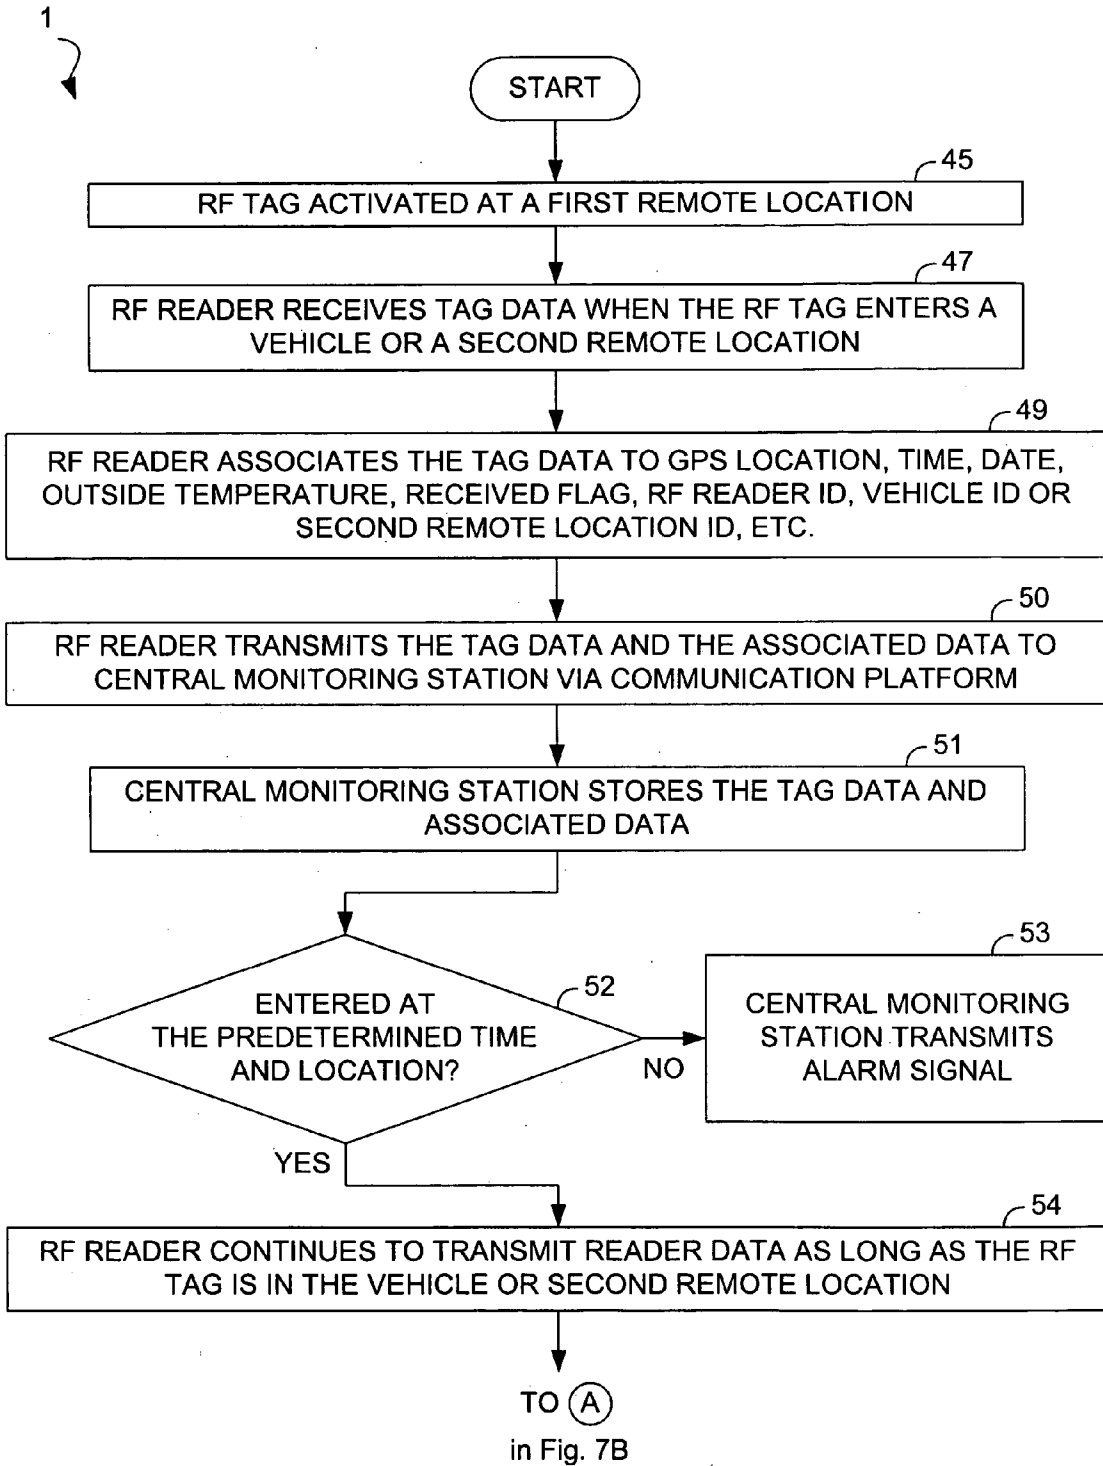 1
START
45
RF TAG ACTIVATED AT A FIRST REMOTE LOCATION
47
RF READER RECEIVES TAG DATA WHEN THE RF TAG ENTERS A
VEHICLE OR A SECOND REMOTE LOCATION
49
RF READER ASSOCIATES THE TAG DATA TO GPS LOCATION, TIME, DATE,
OUTSIDE TEMPERATURE, RECEIVED FLAG, RF READER ID, VEHICLE ID OR
SECOND REMOTE LOCATION ID, ETC.
50
RF READER TRANSMITS THE TAG DATA AND THE ASSOCIATED DATA TO
CENTRAL MONITORING STATION VIA COMMUNICATION PLATFORM
51
CENTRAL MONITORING STATION STORES THE TAG DATA AND
ASSOCIATED DATA
52
ENTERED AT
THE PREDETERMINED TIME
AND LOCATION?
NO
53
CENTRAL MONITORING
STATION TRANSMITS
ALARM SIGNAL
YES
54
RF READER CONTINUES TO TRANSMIT READER DATA AS LONG AS THE RF
TAG IS IN THE VEHICLE OR SECOND REMOTE LOCATION
TO A
in Fig. 7B